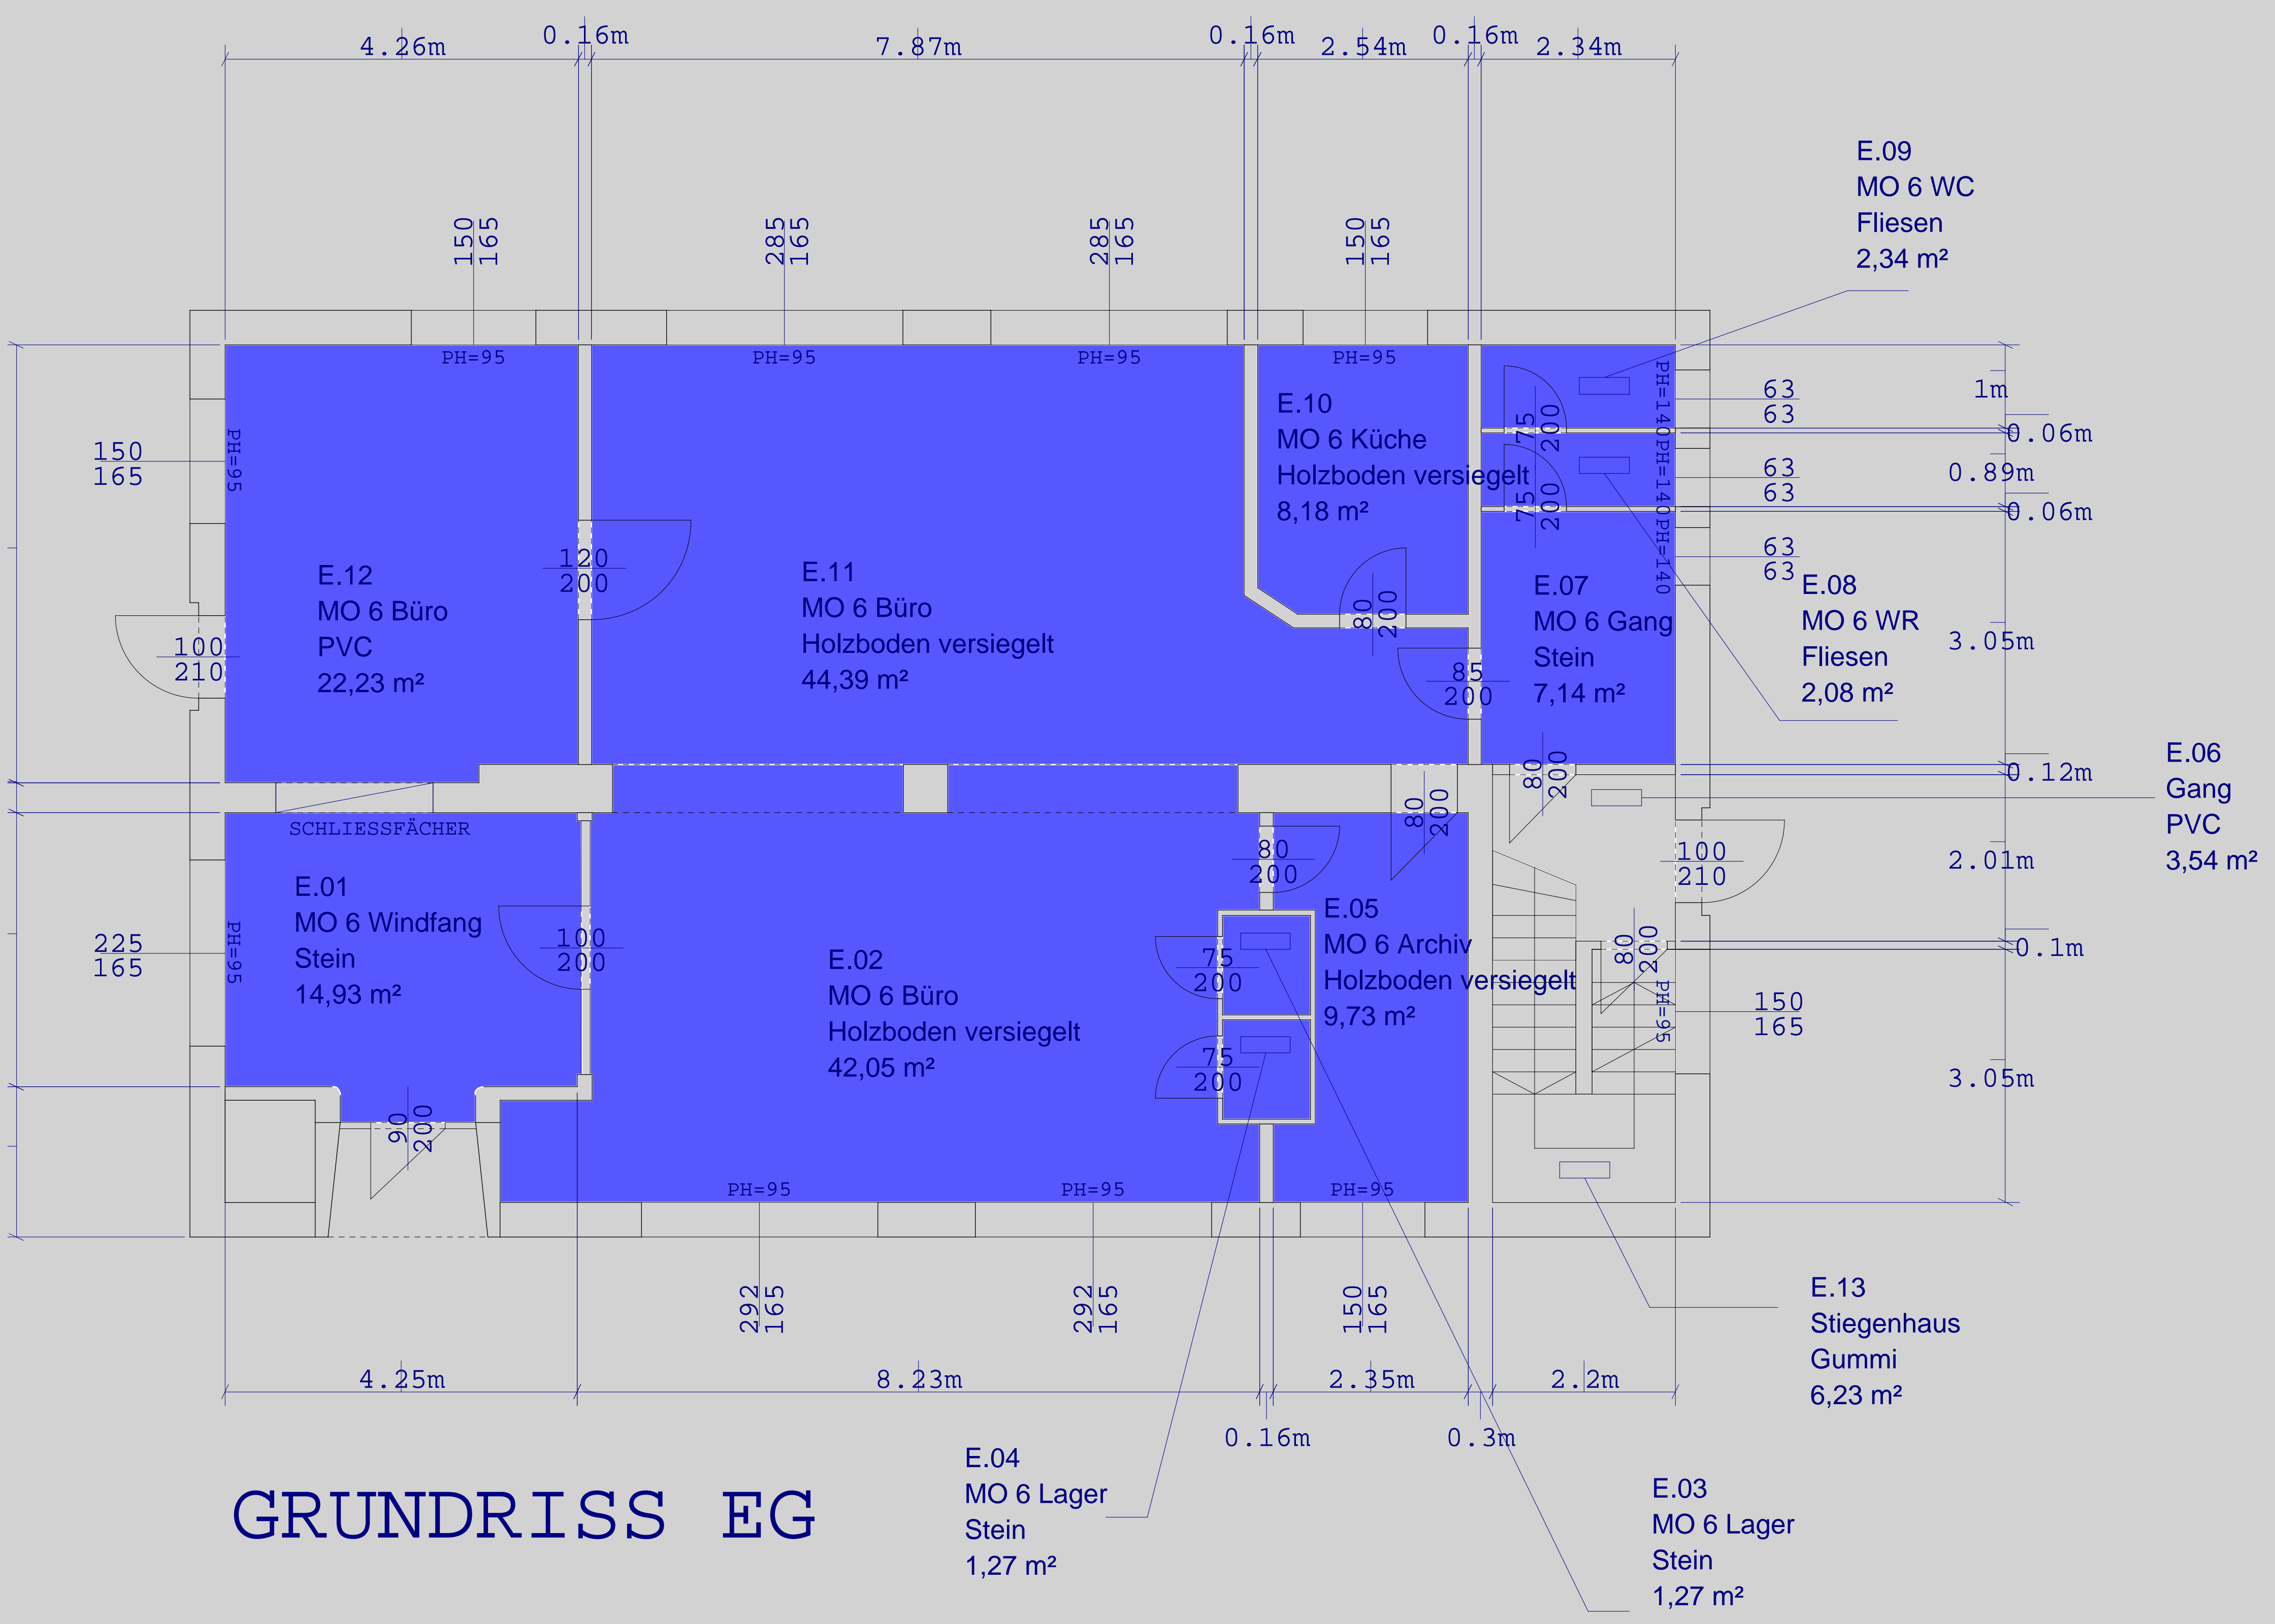 4.26m
0.16m
7.87m
0.16m
2.54m
0.16m
2.34m
E.09
MO 6 WC
Fliesen
2,34 m²
150
165
285
165
285
165
150
165
PH=95
PH=95
PH=95
PH=95
PH=140
PH=140
PH=140
63
63
63
63
63
63
1m
0.06m
0.89m
0.06m
3.05m
0.12m
2.01m
0.1m
3.05m
150
165
PH=95
100
210
E.12
MO 6 Büro
PVC
22,23 m²
120
200
E.11
MO 6 Büro
Holzboden versiegelt
44,39 m²
E.10
MO 6 Küche
Holzboden versiegelt
8,18 m²
75
200
75
200
80
200
85
200
E.07
MO 6 Gang
Stein
7,14 m²
E.08
MO 6 WR
Fliesen
2,08 m²
80
200
E.06
Gang
PVC
3,54 m²
SCHLIESSFÄCHER
225
165
PH=95
E.01
MO 6 Windfang
Stein
14,93 m²
100
200
90
200
E.02
MO 6 Büro
Holzboden versiegelt
42,05 m²
80
200
80
200
75
200
75
200
E.05
MO 6 Archiv
Holzboden versiegelt
9,73 m²
100
210
80
200
PH=95
150
165
PH=95
PH=95
PH=95
292
165
292
165
150
165
E.13
Stiegenhaus
Gummi
6,23 m²
4.25m
8.23m
0.16m
2.35m
0.3m
2.2m
E.04
MO 6 Lager
Stein
1,27 m²
E.03
MO 6 Lager
Stein
1,27 m²
GRUNDRISS EG